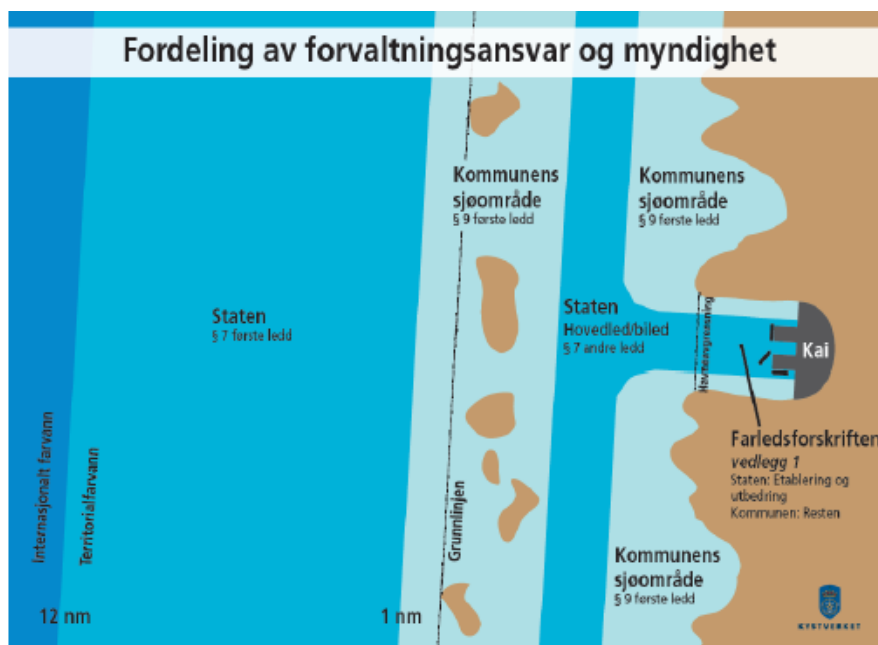 Fordeling av forvaltningsansvar og myndighet
Kommunens
sjøområde
§ 9 første ledd
Kommunens
sjøområde
§ 9 første ledd
Staten
§ 7 første ledd
Staten
Hovedled/biled
§ 7 andre ledd
Havneavgrensning
Kai
Farledsforskriften
vedlegg 1
Staten: Etablering og
utbedring
Kommunen: Resten
Internasjonalt farvann
Territorialfarvann
Grunnlinjen
Kommunens
sjøområde
§ 9 første ledd
12 nm
1 nm
KYSTVERKET